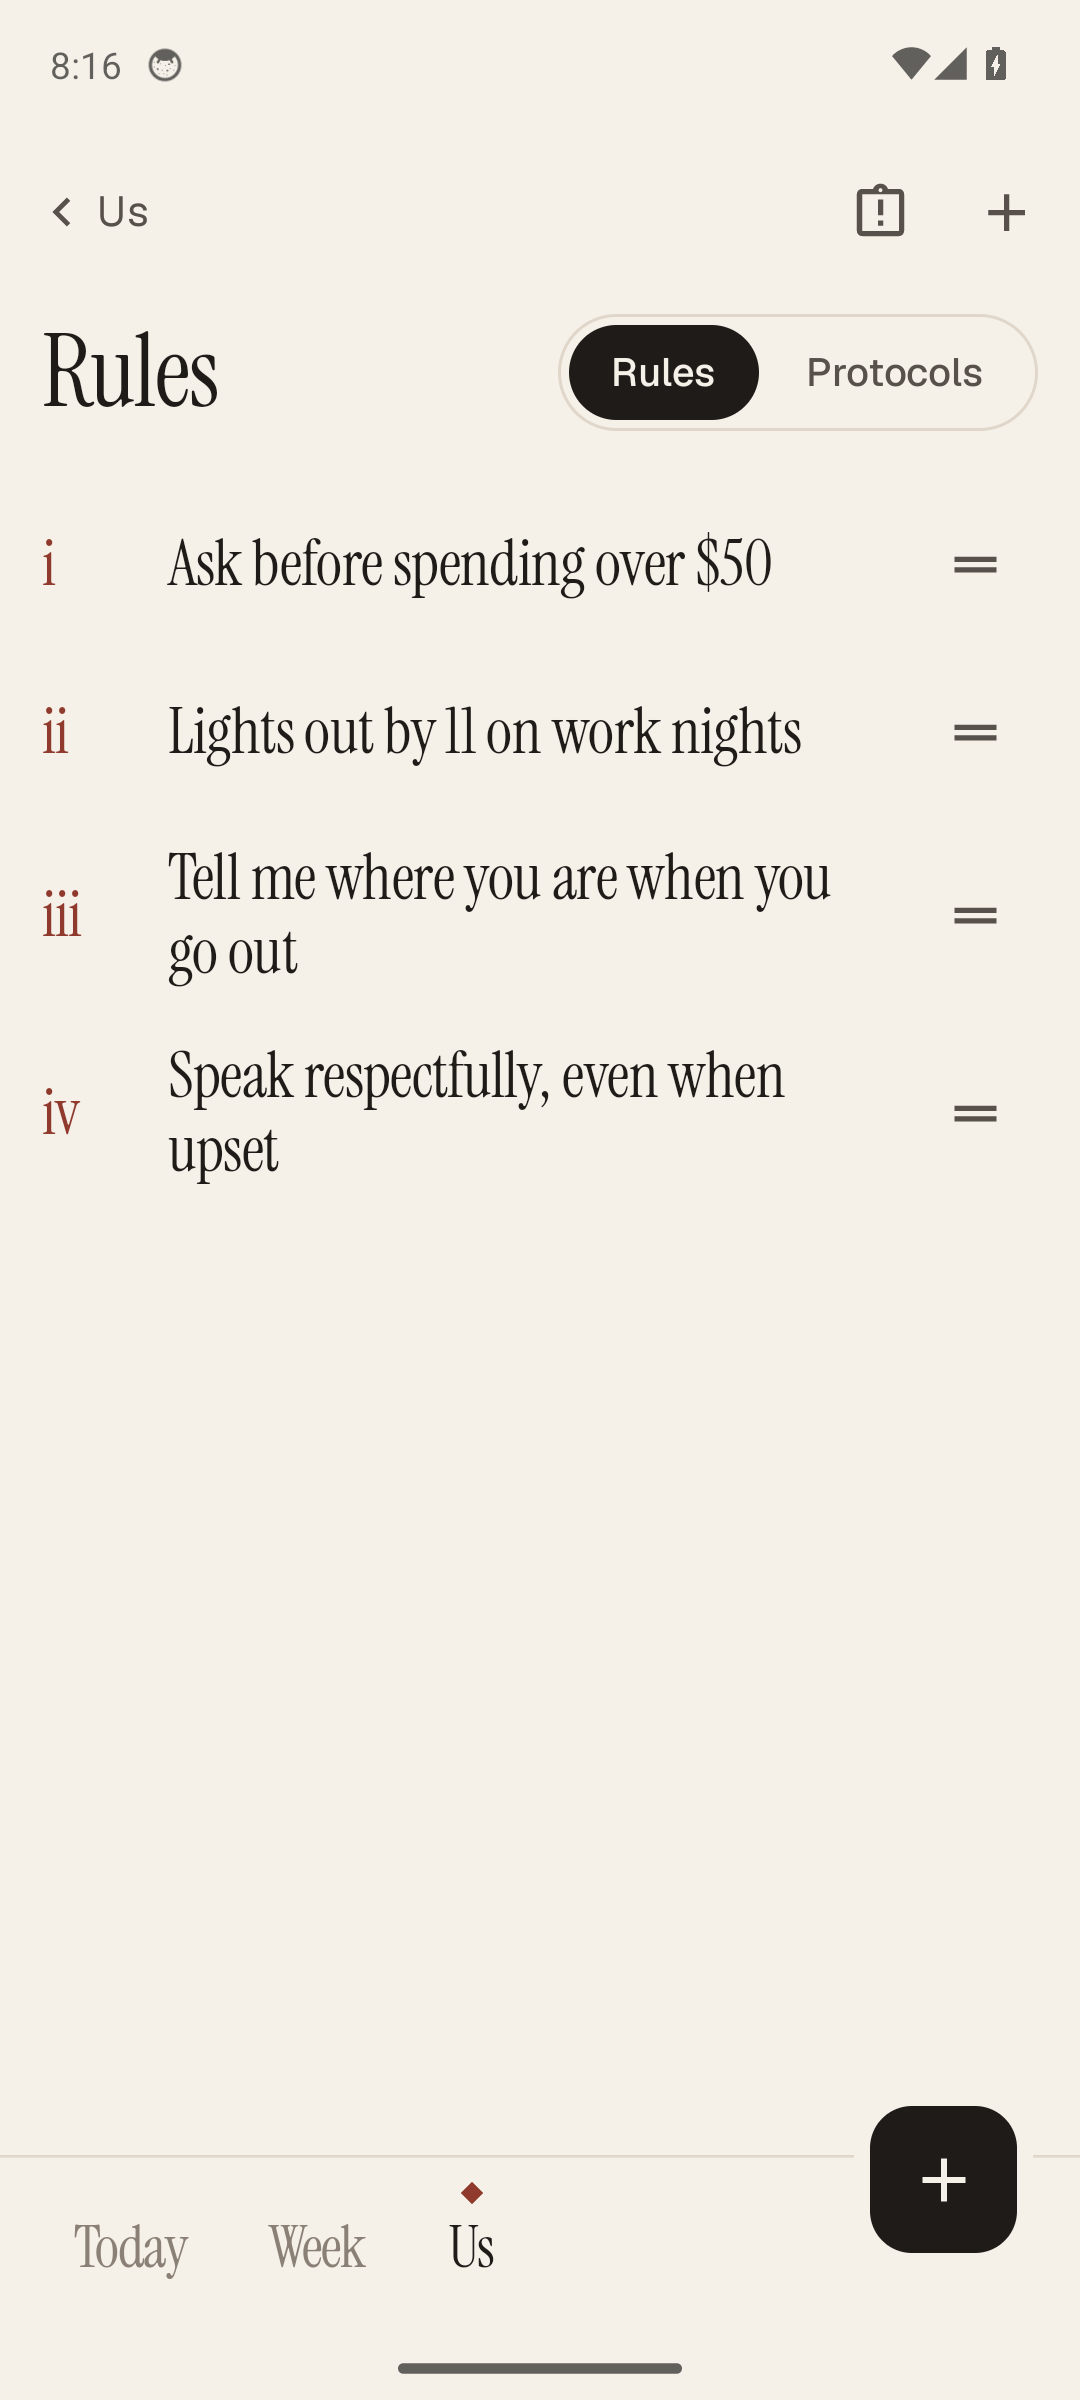 8:16
Us
Rules
Rules
Protocols
i
Ask before spending over $50
ii
Lights out by 11 on work nights
iii
Tell me where you are when you
go out
iv
Speak respectfully, even when
upset
Today
Week
Us